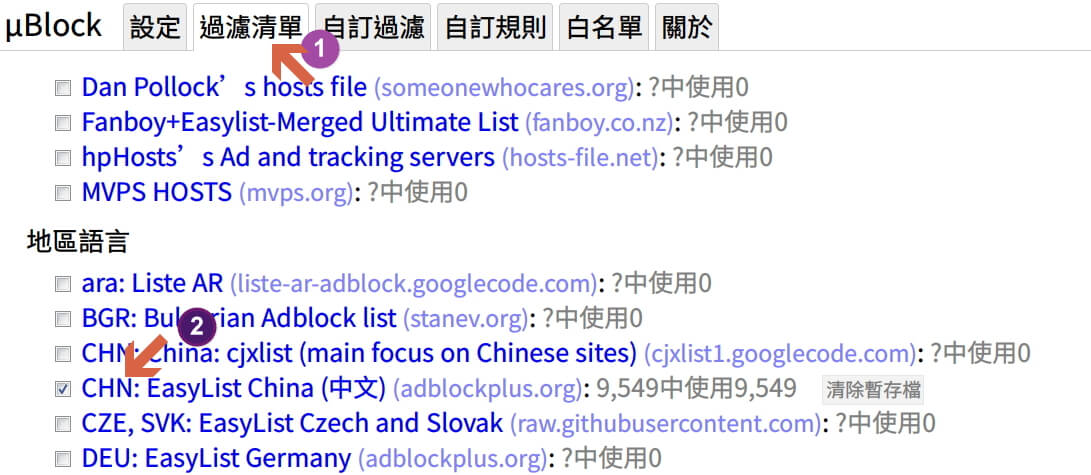 µBlock 設定 過濾清單 自訂過濾 自訂規則 白名單 關於
1
Dan Pollock’s hosts file (someonewhocares.org): ?中使用0
Fanboy+Easylist-Merged Ultimate List (fanboy.co.nz): ?中使用0
hpHosts’s Ad and tracking servers (hosts-file.net): ?中使用0
MVPS HOSTS (mvps.org): ?中使用0
地區語言
ara: Liste AR (liste-ar-adblock.googlecode.com): ?中使用0
BGR: Bulgarian Adblock list (stanev.org): ?中使用0
2
CHN: China: cjxlist (main focus on Chinese sites) (cjxlist1.googlecode.com): ?中使用0
CHN: EasyList China (中文) (adblockplus.org): 9,549中使用9,549 清除暫存檔
CZE, SVK: EasyList Czech and Slovak (raw.githubusercontent.com): ?中使用0
DEU: EasyList Germany (adblockplus.org): ?中使用0